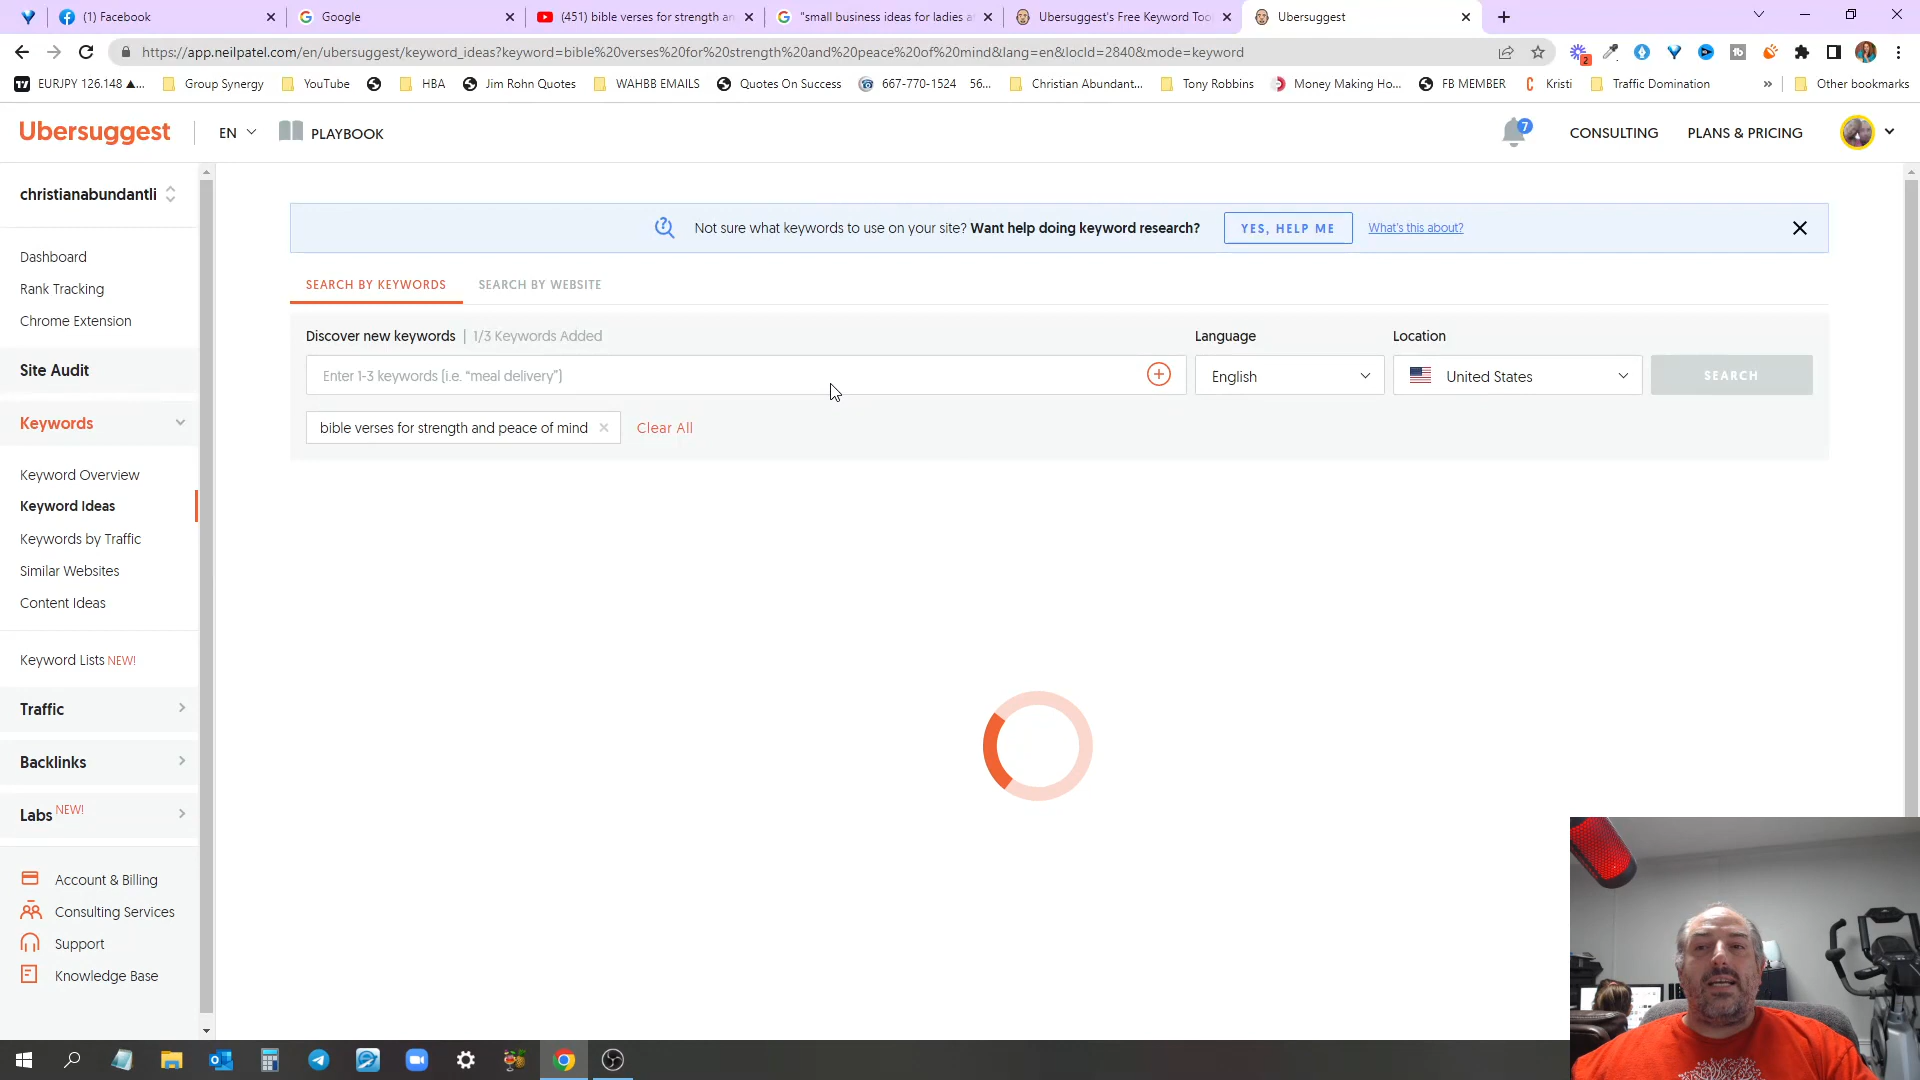 (1) Facebook
Google
(451) bible verses for strength an
"small business ideas for ladies a
Ubersuggest's Free Keyword Too
Ubersuggest
https://app.neilpatel.com/en/ubersuggest/keyword_ideas?keyword=bible%20verses%20for%20strength%20and%20peace%20of%20mind&lang=en&locId=2840&mode=keyword
2
EURJPY 126.148 ▲...
Group Synergy
YouTube
HBA
Jim Rohn Quotes
WAHBB EMAILS
Quotes On Success
667-770-1524 56...
Christian Abundant...
Tony Robbins
Money Making Ho...
FB MEMBER
Kristi
Traffic Domination
»
Other bookmarks
Ubersuggest
EN
PLAYBOOK
7
CONSULTING
PLANS & PRICING
christianabundantli
Dashboard
Rank Tracking
Chrome Extension
Site Audit
Keywords
Keyword Overview
Keyword Ideas
Keywords by Traffic
Similar Websites
Content Ideas
Keyword Lists NEW!
Traffic
Backlinks
Labs NEW!
Account & Billing
Consulting Services
Support
Knowledge Base
Not sure what keywords to use on your site? Want help doing keyword research?
YES, HELP ME
What's this about?
SEARCH BY KEYWORDS
SEARCH BY WEBSITE
Discover new keywords | 1/3 Keywords Added
Language
Location
Enter 1-3 keywords (i.e. "meal delivery")
English
United States
SEARCH
bible verses for strength and peace of mind
Clear All